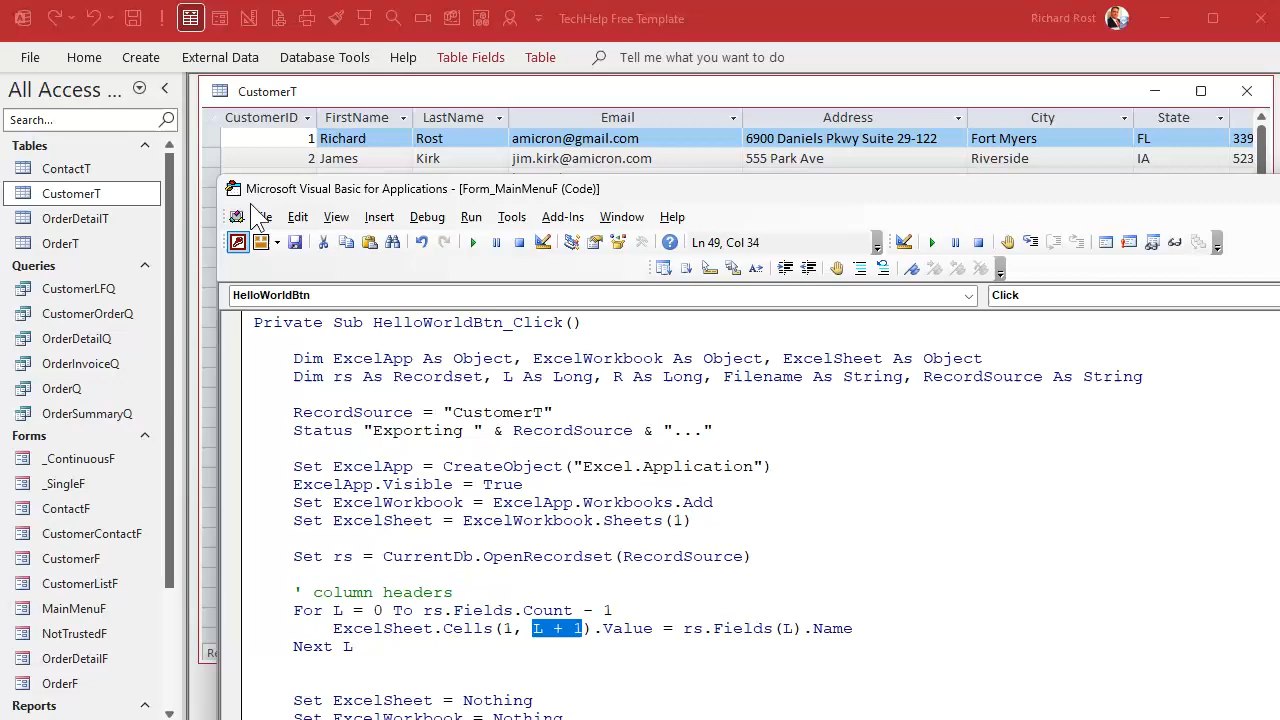 TechHelp Free Template
Richard Rost
File Home Create External Data Database Tools Help Table Fields Table Tell me what you want to do
All Access ...
Search...
Tables
ContactT
CustomerT
OrderDetailT
OrderT
Queries
CustomerLFQ
CustomerOrderQ
OrderDetailQ
OrderInvoiceQ
OrderQ
OrderSummaryQ
Forms
_ContinuousF
_SingleF
ContactF
CustomerContactF
CustomerF
CustomerListF
MainMenuF
NotTrustedF
OrderDetailF
OrderF
Reports
CustomerT
CustomerID FirstName LastName Email Address City State
1 Richard Rost amicron@gmail.com 6900 Daniels Pkwy Suite 29-122 Fort Myers FL 339
2 James Kirk jim.kirk@amicron.com 555 Park Ave Riverside IA 523
Re
Microsoft Visual Basic for Applications - [Form_MainMenuF (Code)]
Edit View Insert Debug Run Tools Add-Ins Window Help
Ln 49, Col 34
HelloWorldBtn Click
Private Sub HelloWorldBtn_Click()
Dim ExcelApp As Object, ExcelWorkbook As Object, ExcelSheet As Object
Dim rs As Recordset, L As Long, R As Long, Filename As String, RecordSource As String
RecordSource = "CustomerT"
Status "Exporting " & RecordSource & "..."
Set ExcelApp = CreateObject("Excel.Application")
ExcelApp.Visible = True
Set ExcelWorkbook = ExcelApp.Workbooks.Add
Set ExcelSheet = ExcelWorkbook.Sheets(1)
Set rs = CurrentDb.OpenRecordset(RecordSource)
' column headers
For L = 0 To rs.Fields.Count - 1
ExcelSheet.Cells(1, L + 1).Value = rs.Fields(L).Name
Next L
Set ExcelSheet = Nothing
Set ExcelWorkbook = Nothing